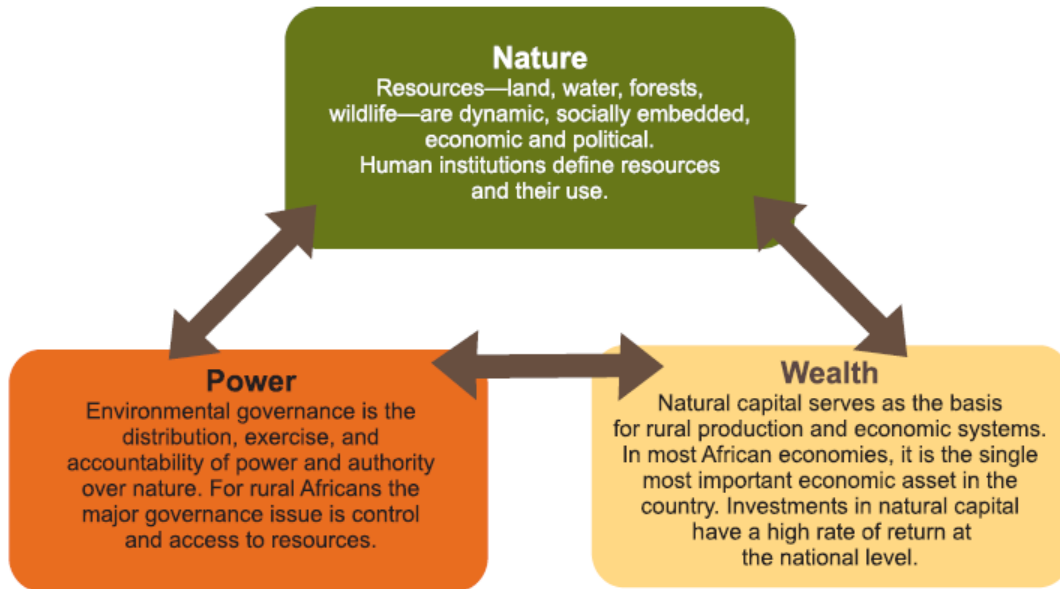 Nature
Resources—land, water, forests,
wildlife—are dynamic, socially embedded,
economic and political.
Human institutions define resources
and their use.
Power
Environmental governance is the
distribution, exercise, and
accountability of power and authority
over nature. For rural Africans the
major governance issue is control
and access to resources.
Wealth
Natural capital serves as the basis
for rural production and economic systems.
In most African economies, it is the single
most important economic asset in the
country. Investments in natural capital
have a high rate of return at
the national level.